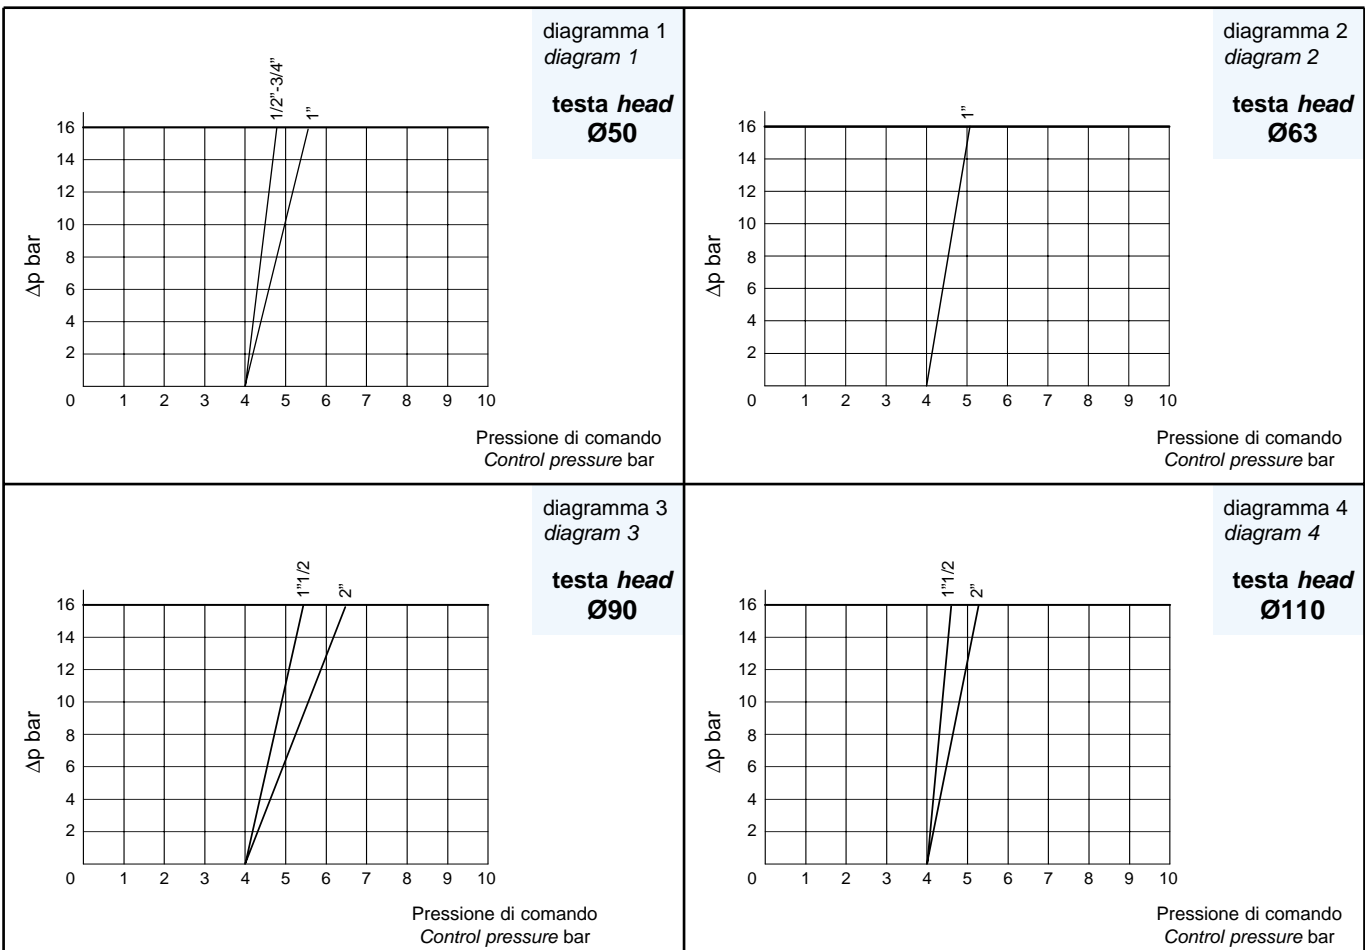 diagramma 1
diagram 1
testa head
Ø50
1/2"-3/4"
1"
16
14
12
10
8
6
4
2
Δp bar
0 1 2 3 4 5 6 7 8 9 10
Pressione di comando
Control pressure bar
diagramma 2
diagram 2
testa head
Ø63
1"
16
14
12
10
8
6
4
2
Δp bar
0 1 2 3 4 5 6 7 8 9 10
Pressione di comando
Control pressure bar
diagramma 3
diagram 3
testa head
Ø90
1"1/2
2"
16
14
12
10
8
6
4
2
Δp bar
0 1 2 3 4 5 6 7 8 9 10
Pressione di comando
Control pressure bar
diagramma 4
diagram 4
testa head
Ø110
1"1/2
2"
16
14
12
10
8
6
4
2
Δp bar
0 1 2 3 4 5 6 7 8 9 10
Pressione di comando
Control pressure bar